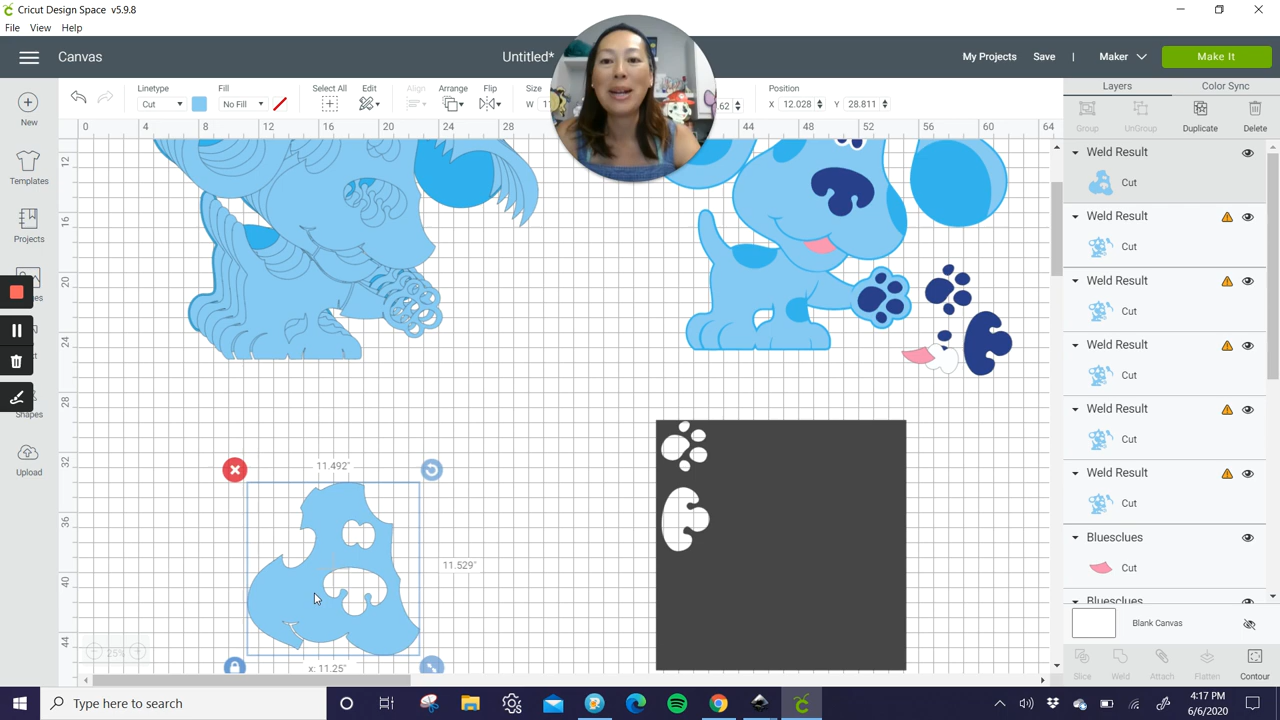 Cricut Design Space v5.9.8
File View Help
Canvas
Untitled*
My Projects Save | Maker Make It
Linetype Fill Select All Edit Align Arrange Flip Size Position
Cut No Fill W 62 X 12.028 Y 28.811
Layers Color Sync
Group UnGroup Duplicate Delete
New
Templates
Projects
Shapes
Upload
0 4 8 12 16 20 24 28 44 48 52 56 60 64
12
16
20
24
28
32
36
40
44
11.492"
11.529"
x: 11.25"
25%
Weld Result
Cut
Weld Result
Cut
Weld Result
Cut
Weld Result
Cut
Weld Result
Cut
Weld Result
Cut
Bluesclues
Cut
Bluesclues
Blank Canvas
Slice Weld Attach Flatten Contour
Type here to search
4:17 PM
6/6/2020